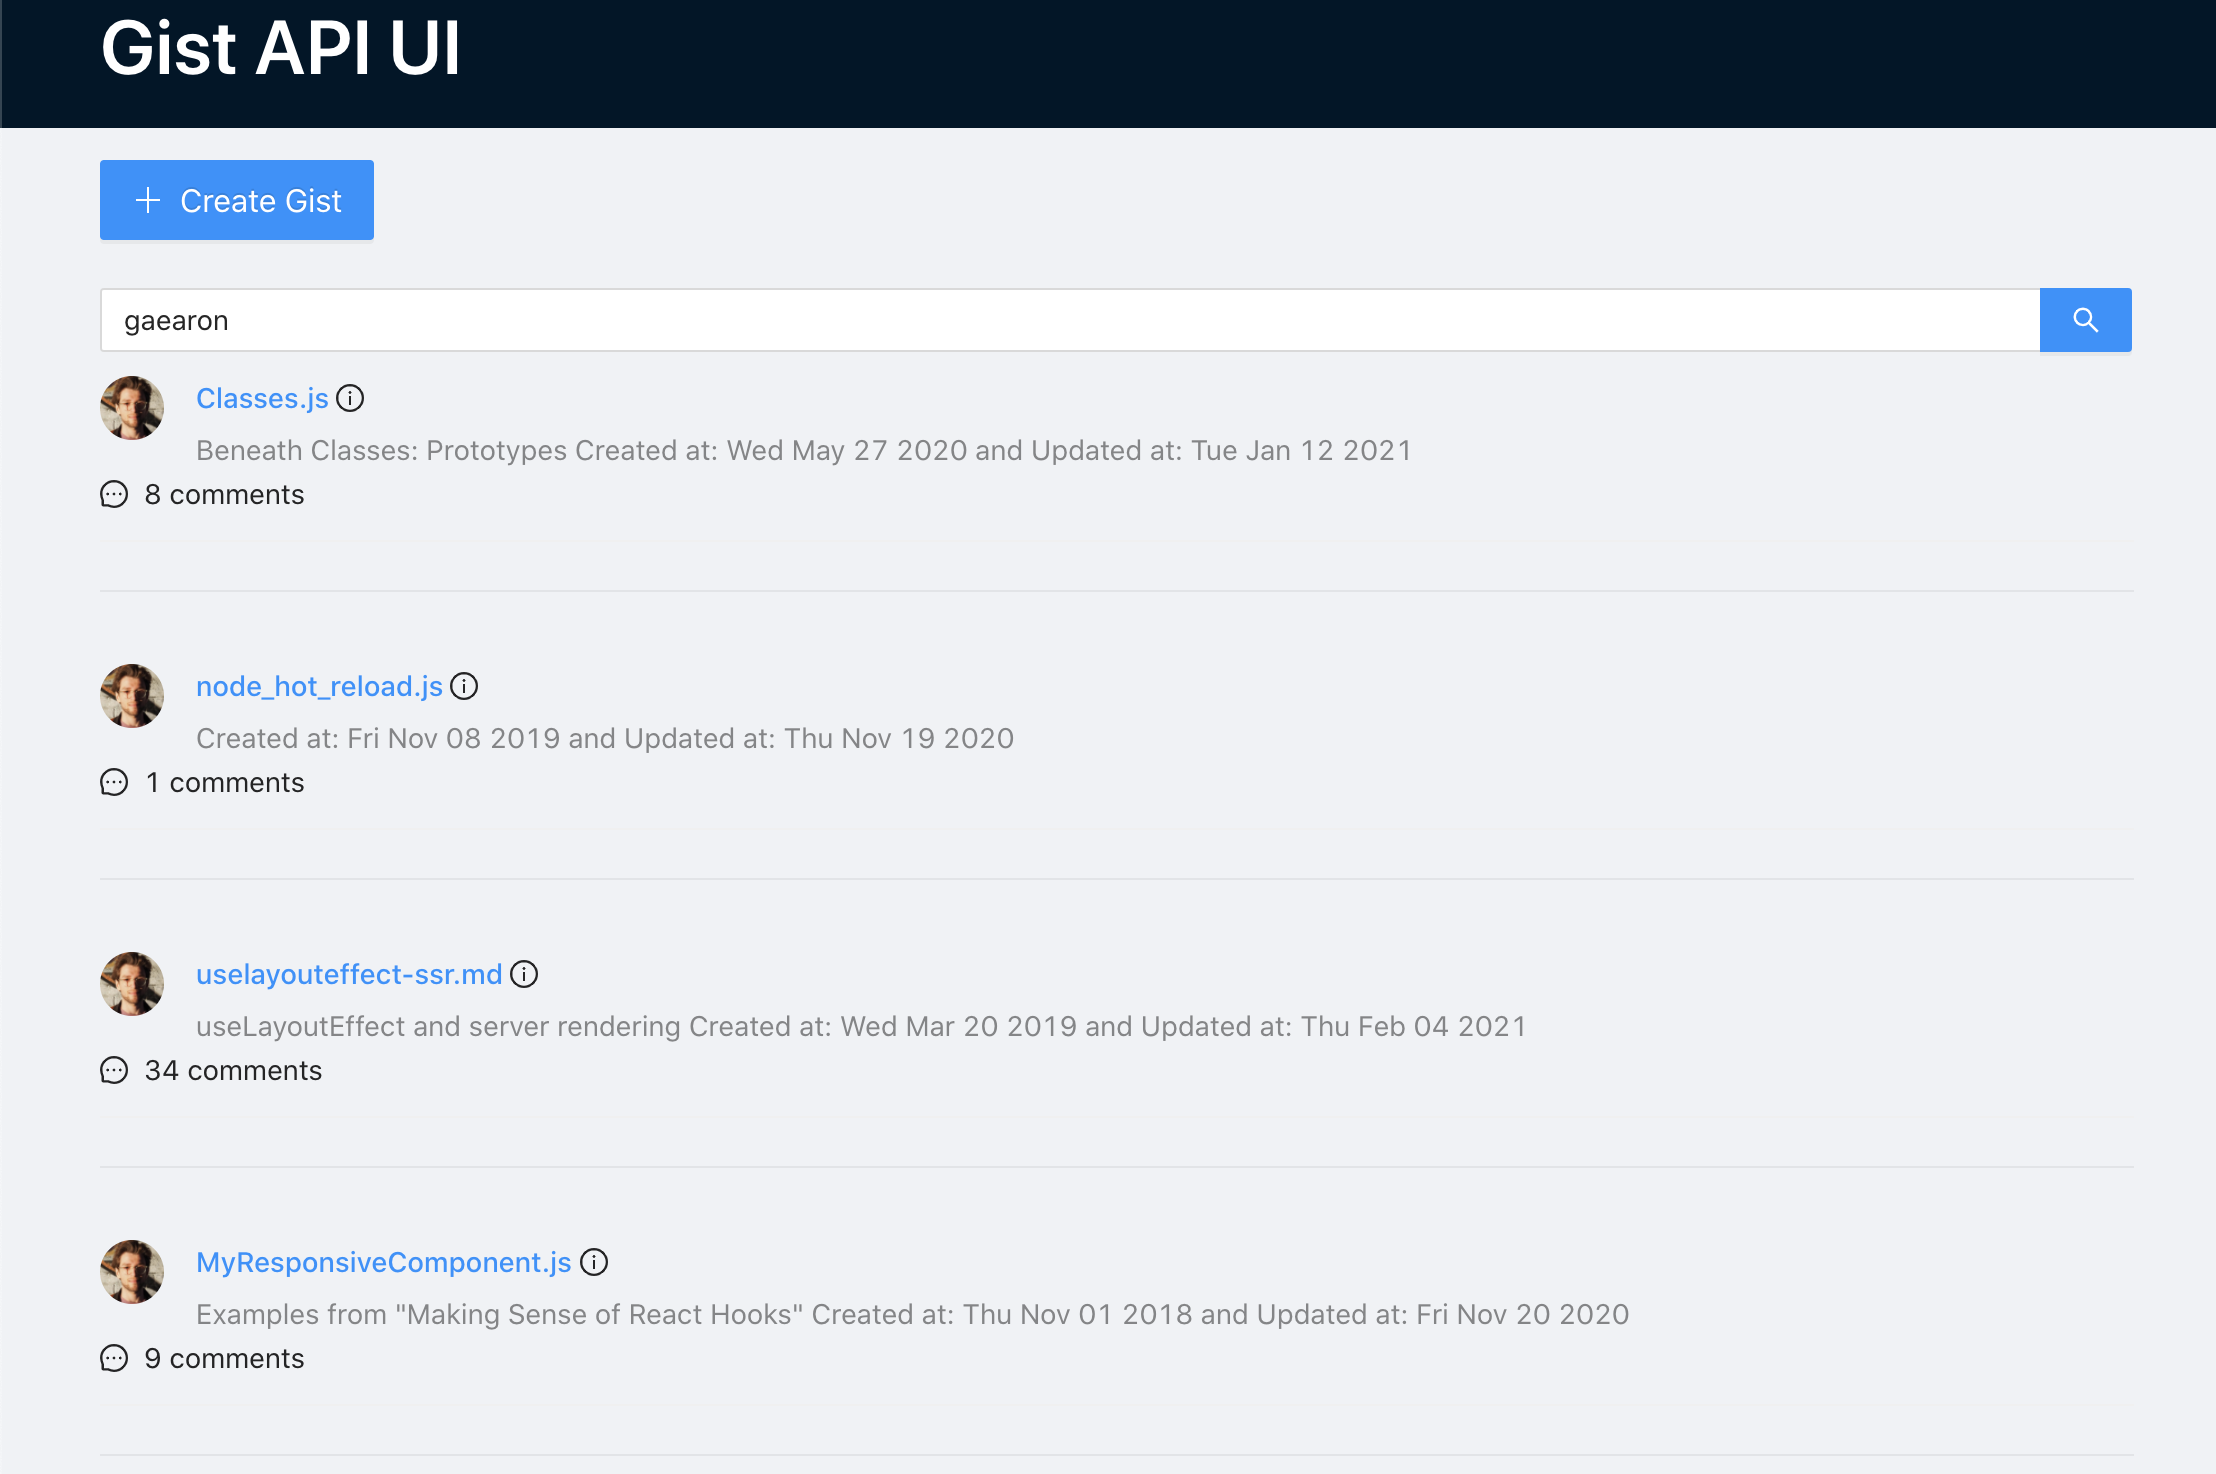 Gist API UI
Create Gist
gaearon
Classes.js
Beneath Classes: Prototypes Created at: Wed May 27 2020 and Updated at: Tue Jan 12 2021
8 comments
node_hot_reload.js
Created at: Fri Nov 08 2019 and Updated at: Thu Nov 19 2020
1 comments
uselayouteffect-ssr.md
useLayoutEffect and server rendering Created at: Wed Mar 20 2019 and Updated at: Thu Feb 04 2021
34 comments
MyResponsiveComponent.js
Examples from "Making Sense of React Hooks" Created at: Thu Nov 01 2018 and Updated at: Fri Nov 20 2020
9 comments